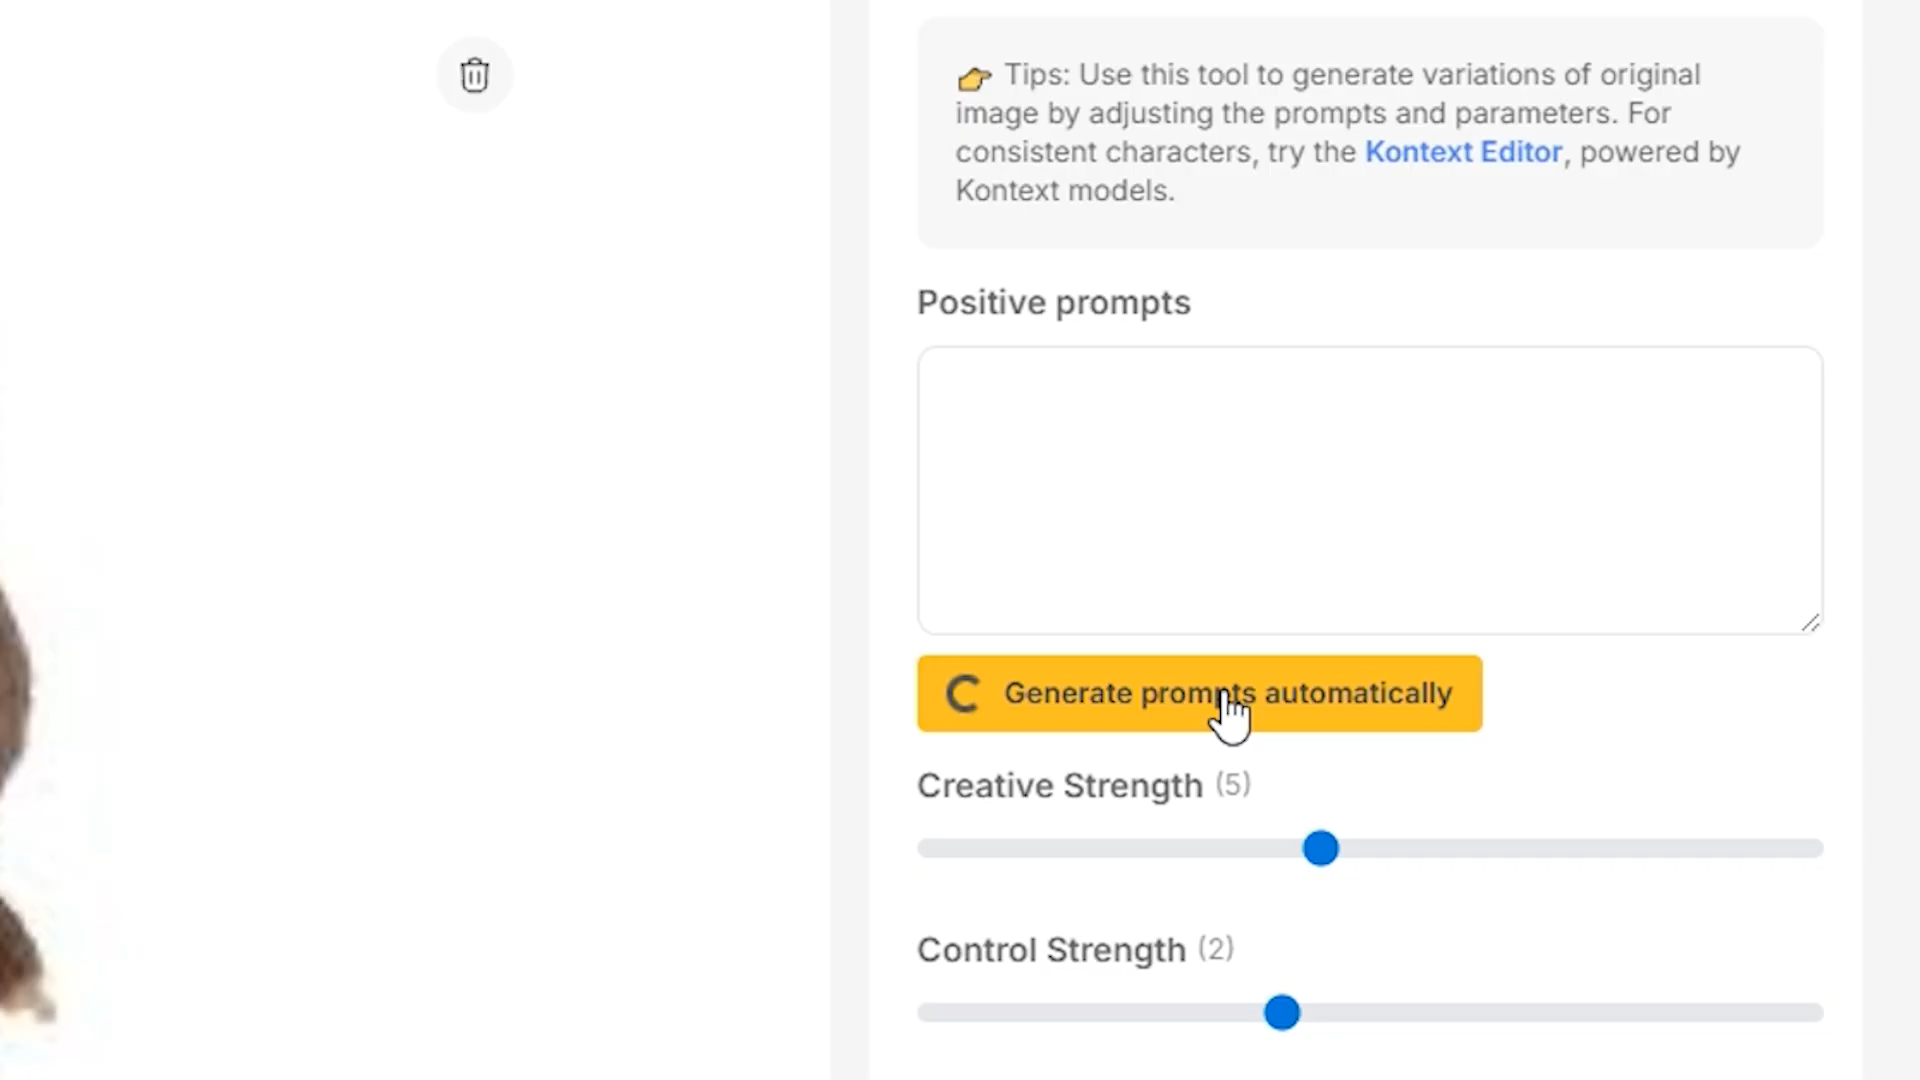 Tips: Use this tool to generate variations of original
image by adjusting the prompts and parameters. For
consistent characters, try the Kontext Editor, powered by
Kontext models.
Positive prompts
Generate prompts automatically
Creative Strength (5)
Control Strength (2)